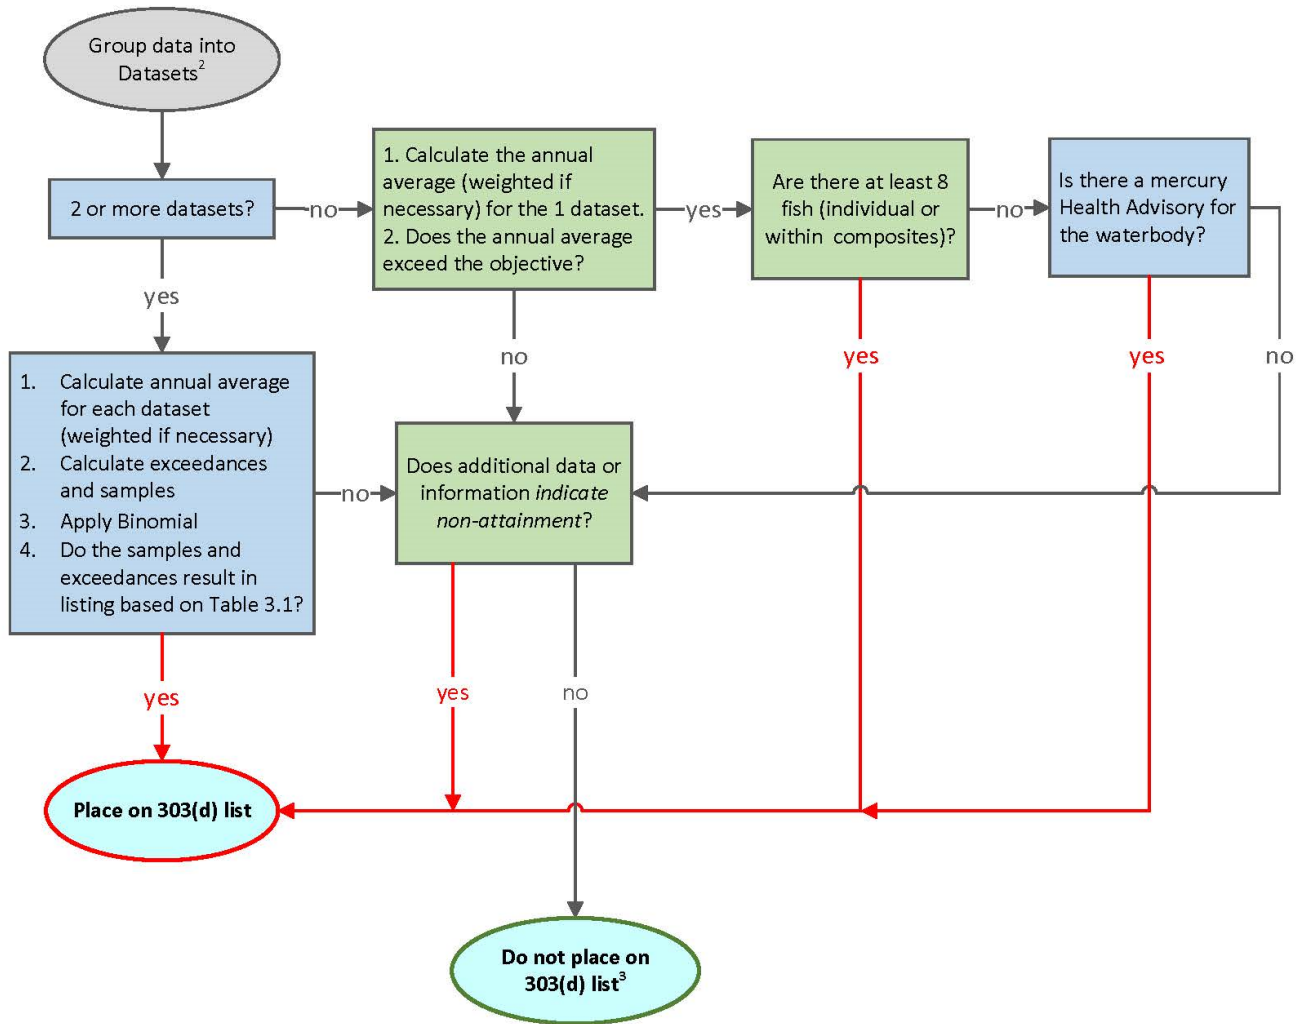 Group data into
Datasets2
2 or more datasets?
no
1. Calculate the annual
average (weighted if
necessary) for the 1 dataset.
2. Does the annual average
exceed the objective?
yes
Are there at least 8
fish (individual or
within composites)?
no
Is there a mercury
Health Advisory for
the waterbody?
yes
no
yes
yes
no
1. Calculate annual average
for each dataset
(weighted if necessary)
2. Calculate exceedances
and samples
3. Apply Binomial
4. Do the samples and
exceedances result in
listing based on Table 3.1?
no
Does additional data or
information indicate
non-attainment?
yes
yes
no
Place on 303(d) list
Do not place on
303(d) list3